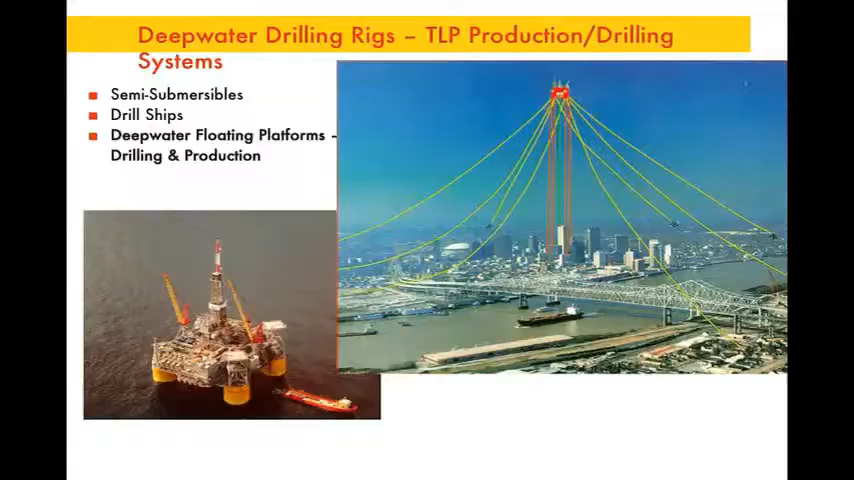 Deepwater Drilling Rigs – TLP Production/Drilling
Systems
Semi-Submersibles
Drill Ships
Deepwater Floating Platforms –
Drilling & Production